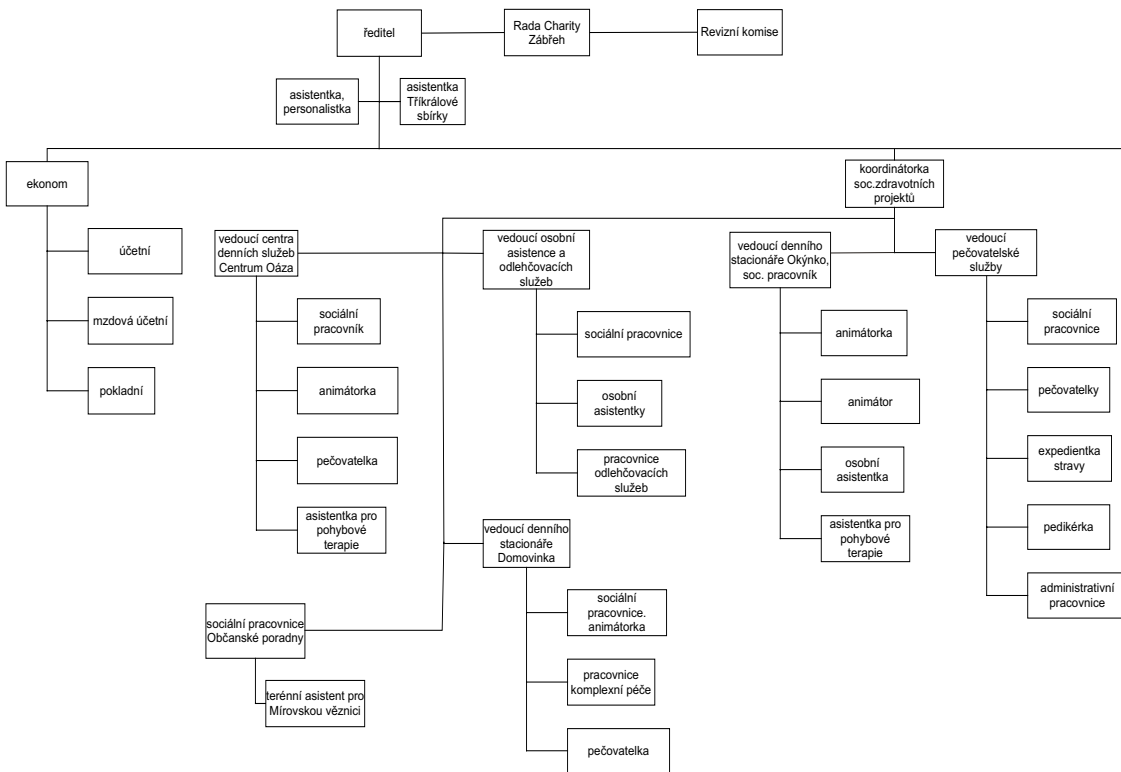 ředitel
Rada Charity
Zábřeh
Revizní komise
asistentka,
personalistka
asistentka
Tříkrálové
sbírky
ekonom
koordinátorka
soc.zdravotních
projektů
účetní
mzdová účetní
pokladní
vedoucí centra
denních služeb
Centrum Oáza
sociální
pracovník
animátorka
pečovatelka
asistentka pro
pohybové
terapie
vedoucí osobní
asistence a
odlehčovacích
služeb
sociální pracovnice
osobní
asistentky
pracovnice
odlehčovacích
služeb
vedoucí denního
stacionáře Okýnko,
soc. pracovník
animátorka
animátor
osobní
asistentka
asistentka pro
pohybové
terapie
vedoucí
pečovatelské
služby
sociální
pracovnice
pečovatelky
expedientka
stravy
pedikérka
administrativní
pracovnice
vedoucí denního
stacionáře
Domovinka
sociální
pracovnice.
animátorka
pracovnice
komplexní péče
pečovatelka
sociální pracovnice
Občanské poradny
terénní asistent pro
Mírovskou věznici